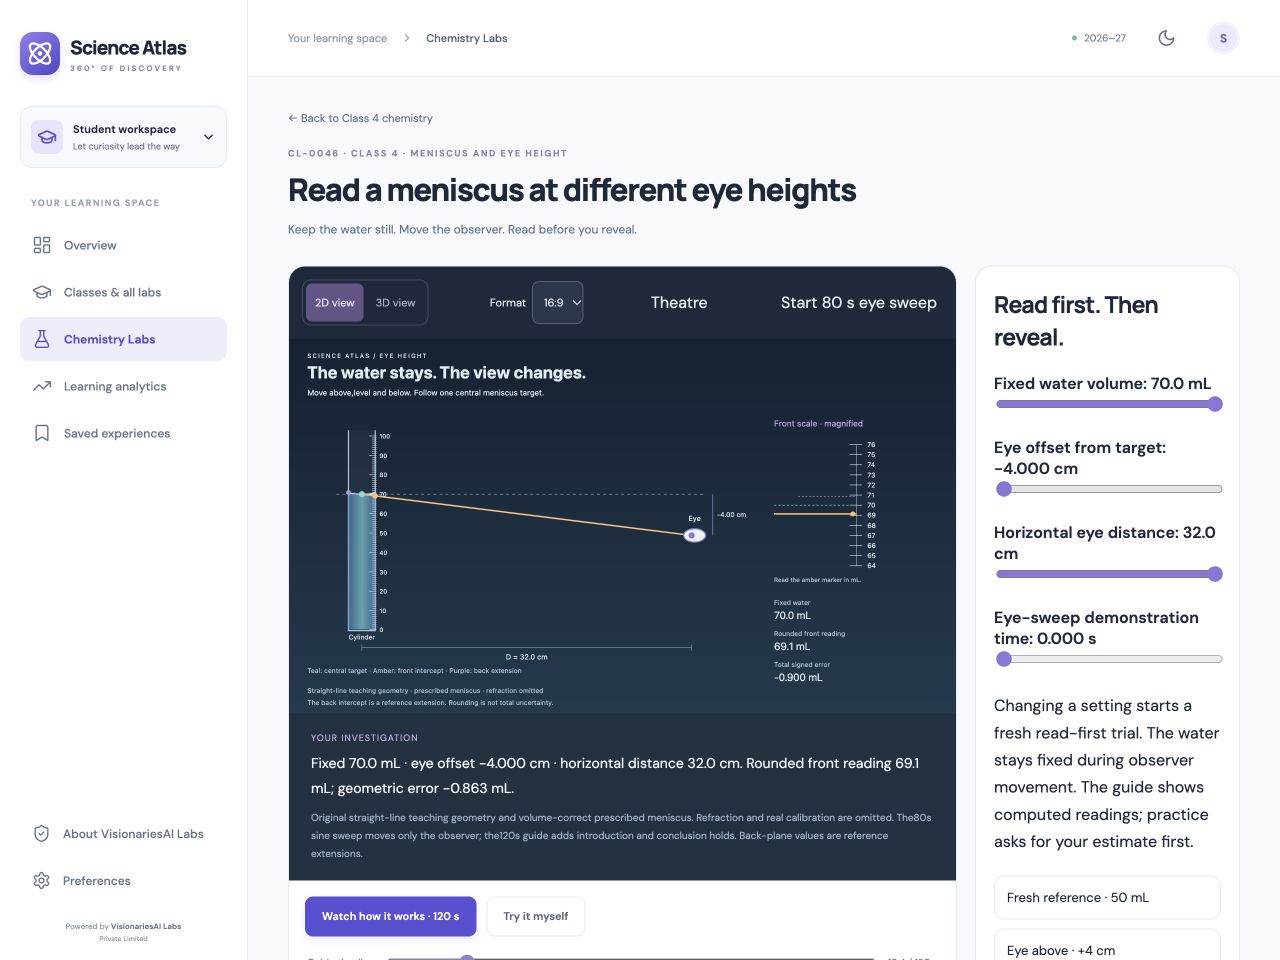 Science Atlas
360° OF DISCOVERY
Student workspace
Let curiosity lead the way
YOUR LEARNING SPACE
Overview
Classes & all labs
Chemistry Labs
Learning analytics
Saved experiences
About VisionariesAI Labs
Preferences
Powered by VisionariesAI Labs
Private Limited
Your learning space
Chemistry Labs
2026–27
S
← Back to Class 4 chemistry
CL-0046 · CLASS 4 · MENISCUS AND EYE HEIGHT
Read a meniscus at different eye heights
Keep the water still. Move the observer. Read before you reveal.
2D view
3D view
Format
16:9
Theatre
Start 80 s eye sweep
SCIENCE ATLAS / EYE HEIGHT
The water stays. The view changes.
Move above,level and below. Follow one central meniscus target.
100
90
80
70
60
50
40
30
20
10
0
Cylinder
Eye
-4.00 cm
D = 32.0 cm
Front scale · magnified
76
75
74
73
72
71
70
69
68
67
66
65
64
Read the amber marker in mL.
Fixed water
70.0 mL
Rounded front reading
69.1 mL
Total signed error
-0.900 mL
Teal: central target · Amber: front intercept · Purple: back extension
Straight-line teaching geometry · prescribed meniscus · refraction omitted
The back intercept is a reference extension. Rounding is not total uncertainty.
YOUR INVESTIGATION
Fixed 70.0 mL · eye offset −4.000 cm · horizontal distance 32.0 cm. Rounded front reading 69.1
mL; geometric error −0.863 mL.
Original straight-line teaching geometry and volume-correct prescribed meniscus. Refraction and real calibration are omitted. The80s
sine sweep moves only the observer; the120s guide adds introduction and conclusion holds. Back-plane values are reference
extensions.
Watch how it works · 120 s
Try it myself
Read first. Then
reveal.
Fixed water volume: 70.0 mL
Eye offset from target:
−4.000 cm
Horizontal eye distance: 32.0
cm
Eye-sweep demonstration
time: 0.000 s
Changing a setting starts a
fresh read-first trial. The water
stays fixed during observer
movement. The guide shows
computed readings; practice
asks for your estimate first.
Fresh reference · 50 mL
Eye above · +4 cm